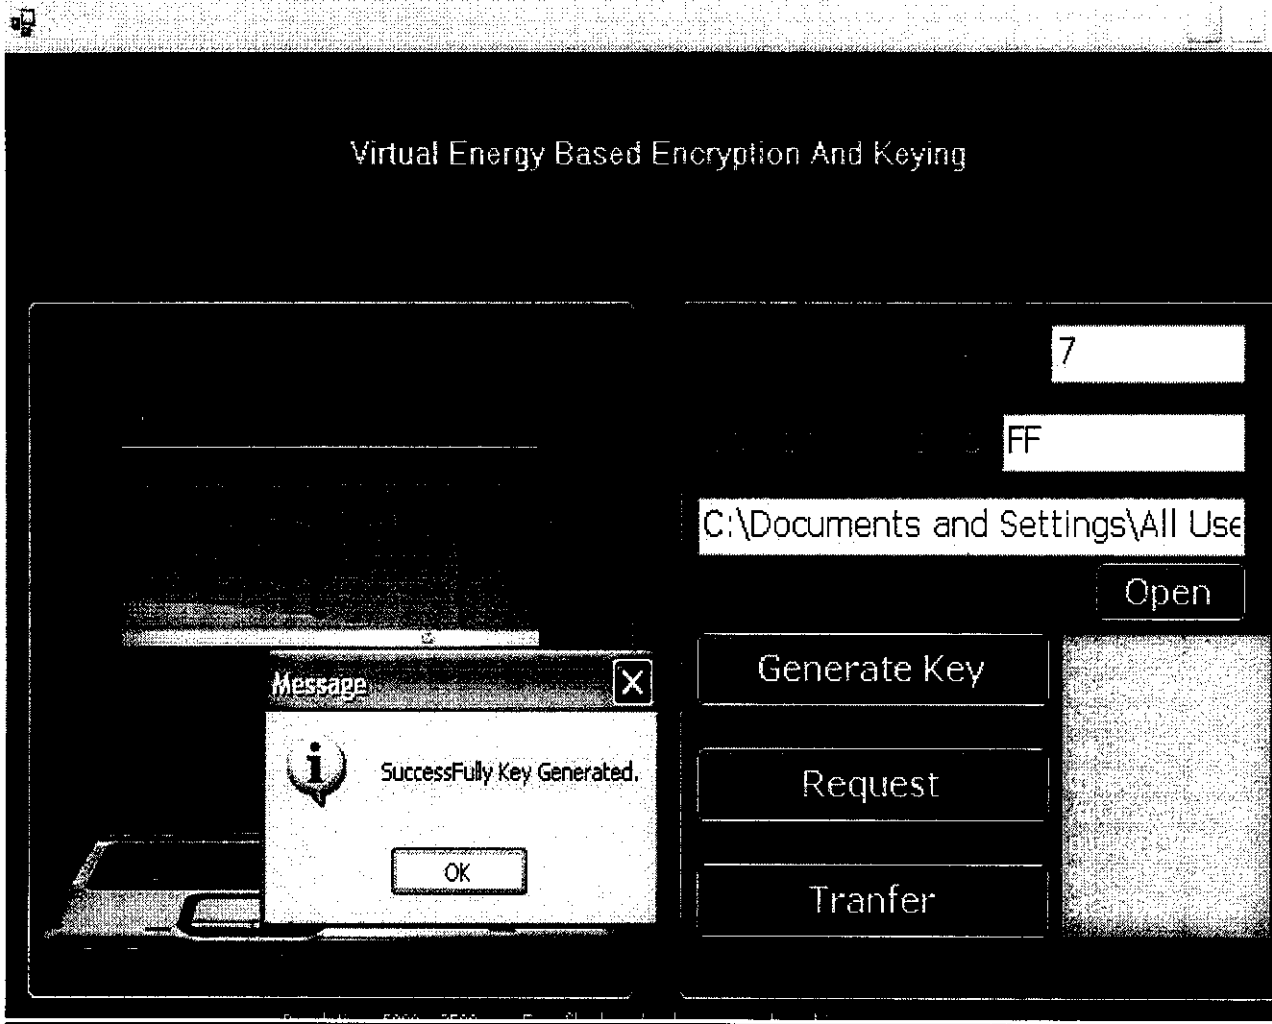 Virtual Energy Based Encryption And Keying
7
FF
C:\Documents and Settings\All Use
Open
Generate Key
Message
SuccessFully Key Generated.
Request
OK
Tranfer